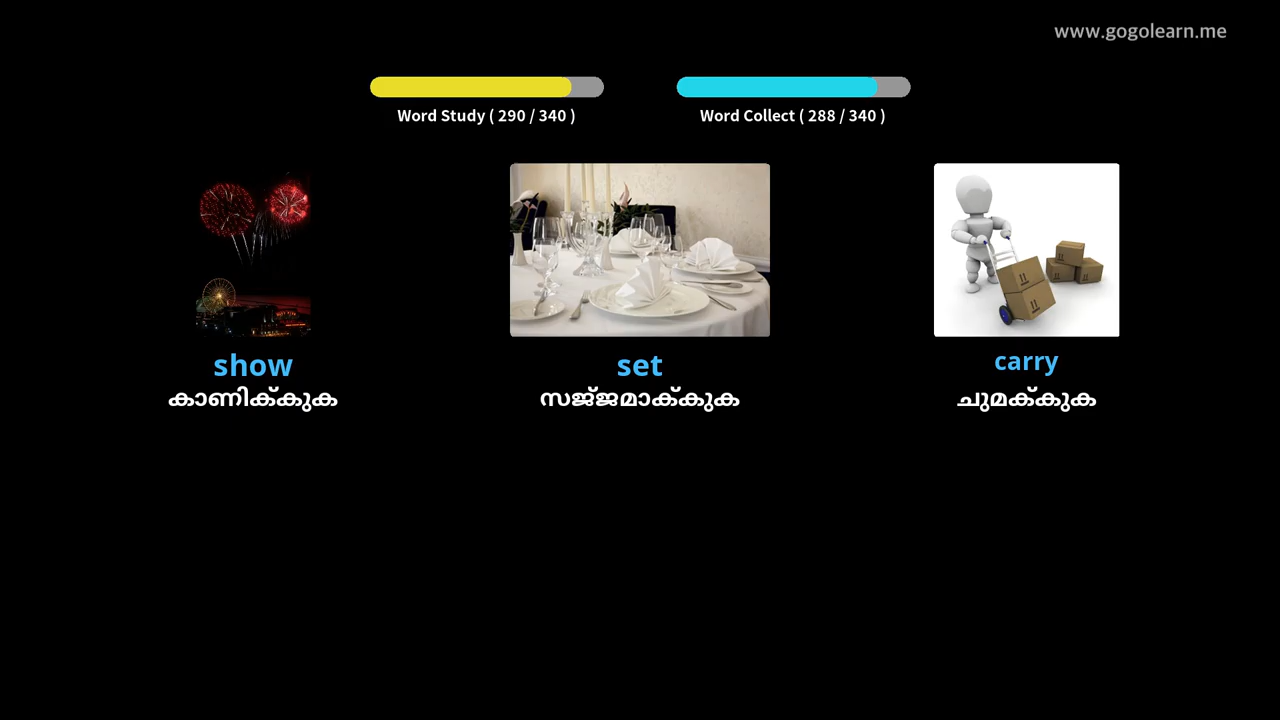 www.gogolearn.me
Word Study ( 290 / 340 )
Word Collect ( 288 / 340 )
show
കാണിക്കുക
set
സജ്ജമാക്കുക
carry
ചുമക്കുക